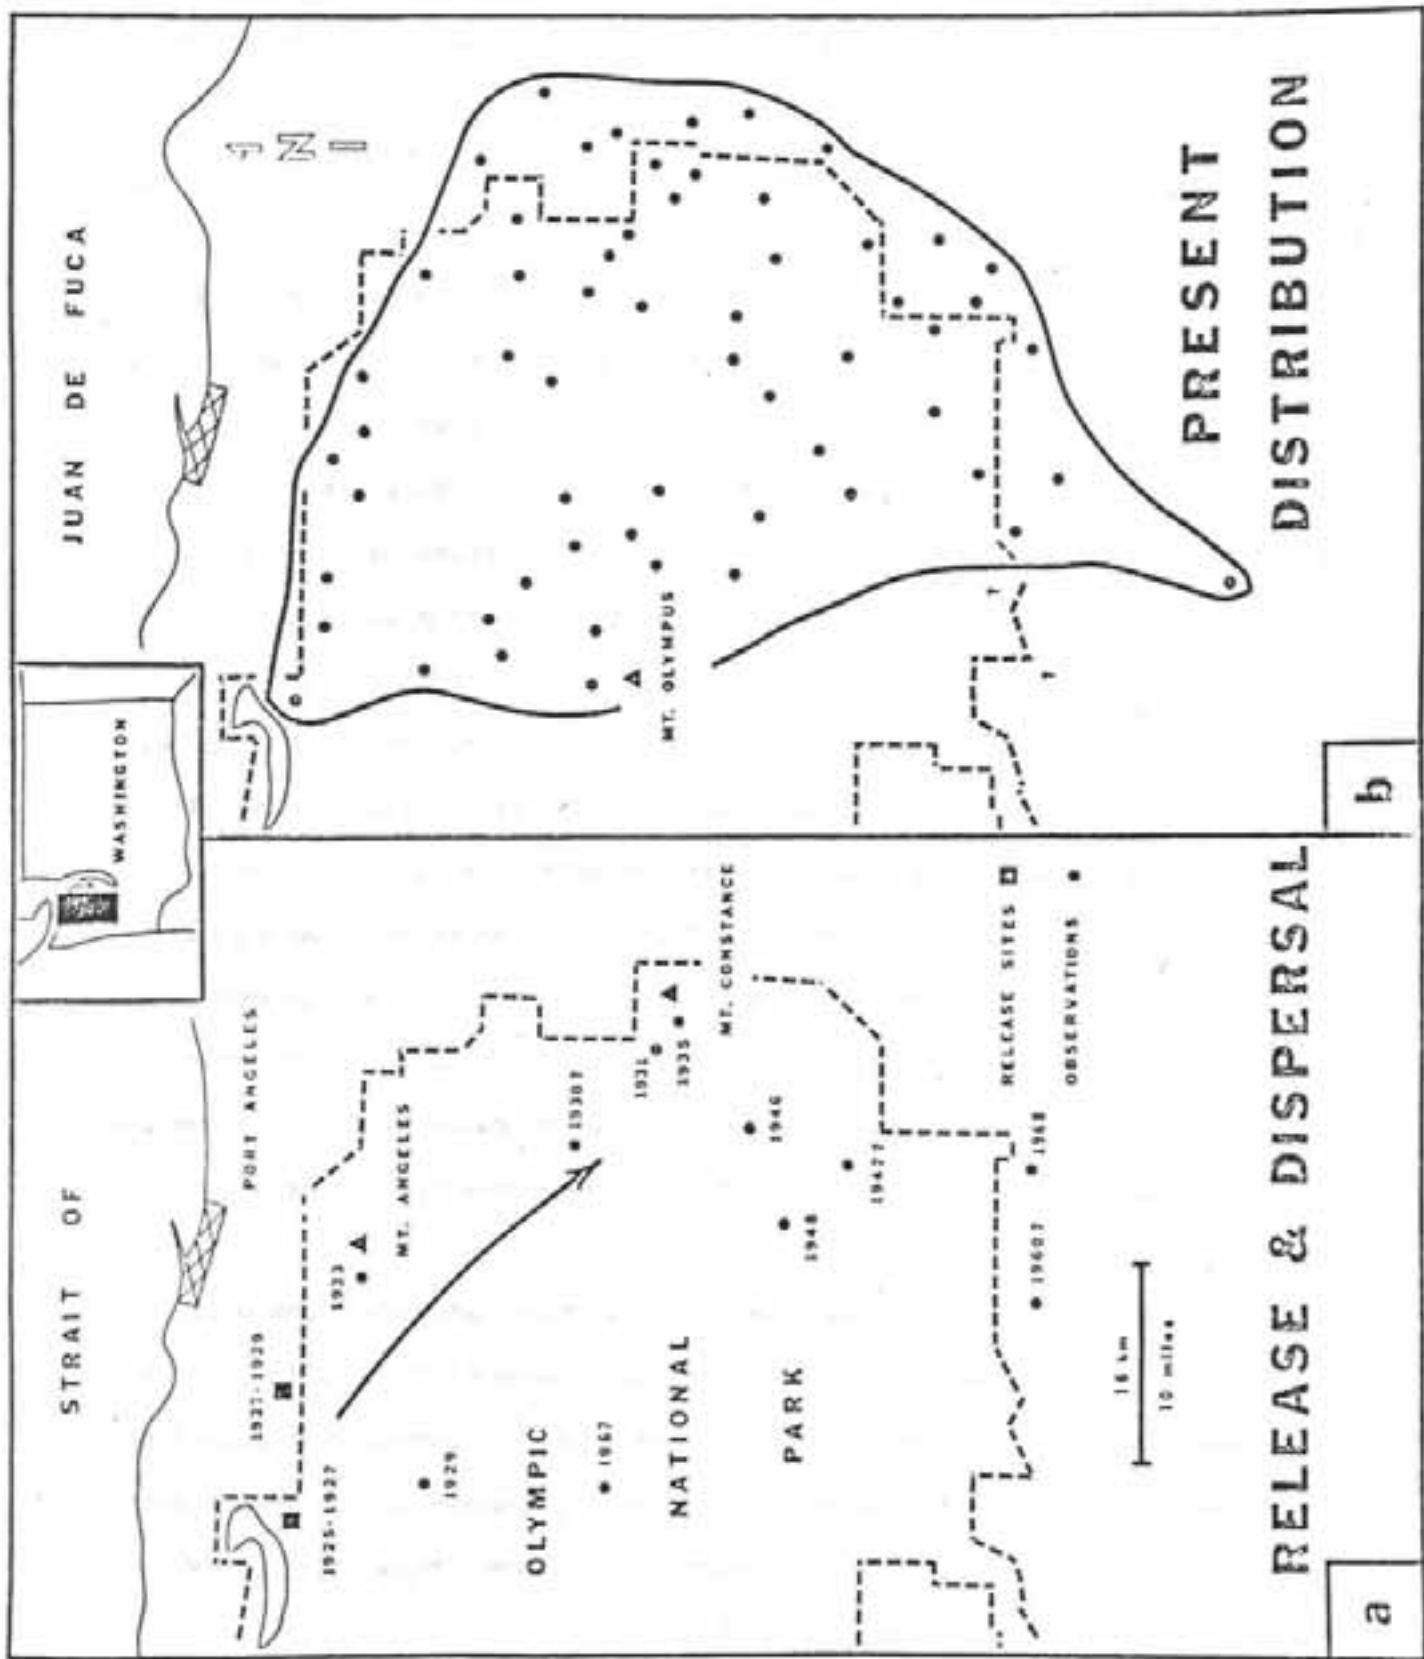 STRAIT OF
JUAN DE FUCA
WASHINGTON
N
PORT ANGELES
1927-1929
1925-1927
1933
MT. ANGELES
1929
1930?
OLYMPIC
1967
1931
1935
NATIONAL
MT. CONSTANCE
1946
PARK
1948
1947?
1960?
1968
RELEASE SITES
OBSERVATIONS
16 km
10 miles
a
RELEASE & DISPERSAL
MT. OLYMPUS
?
?
b
PRESENT
DISTRIBUTION